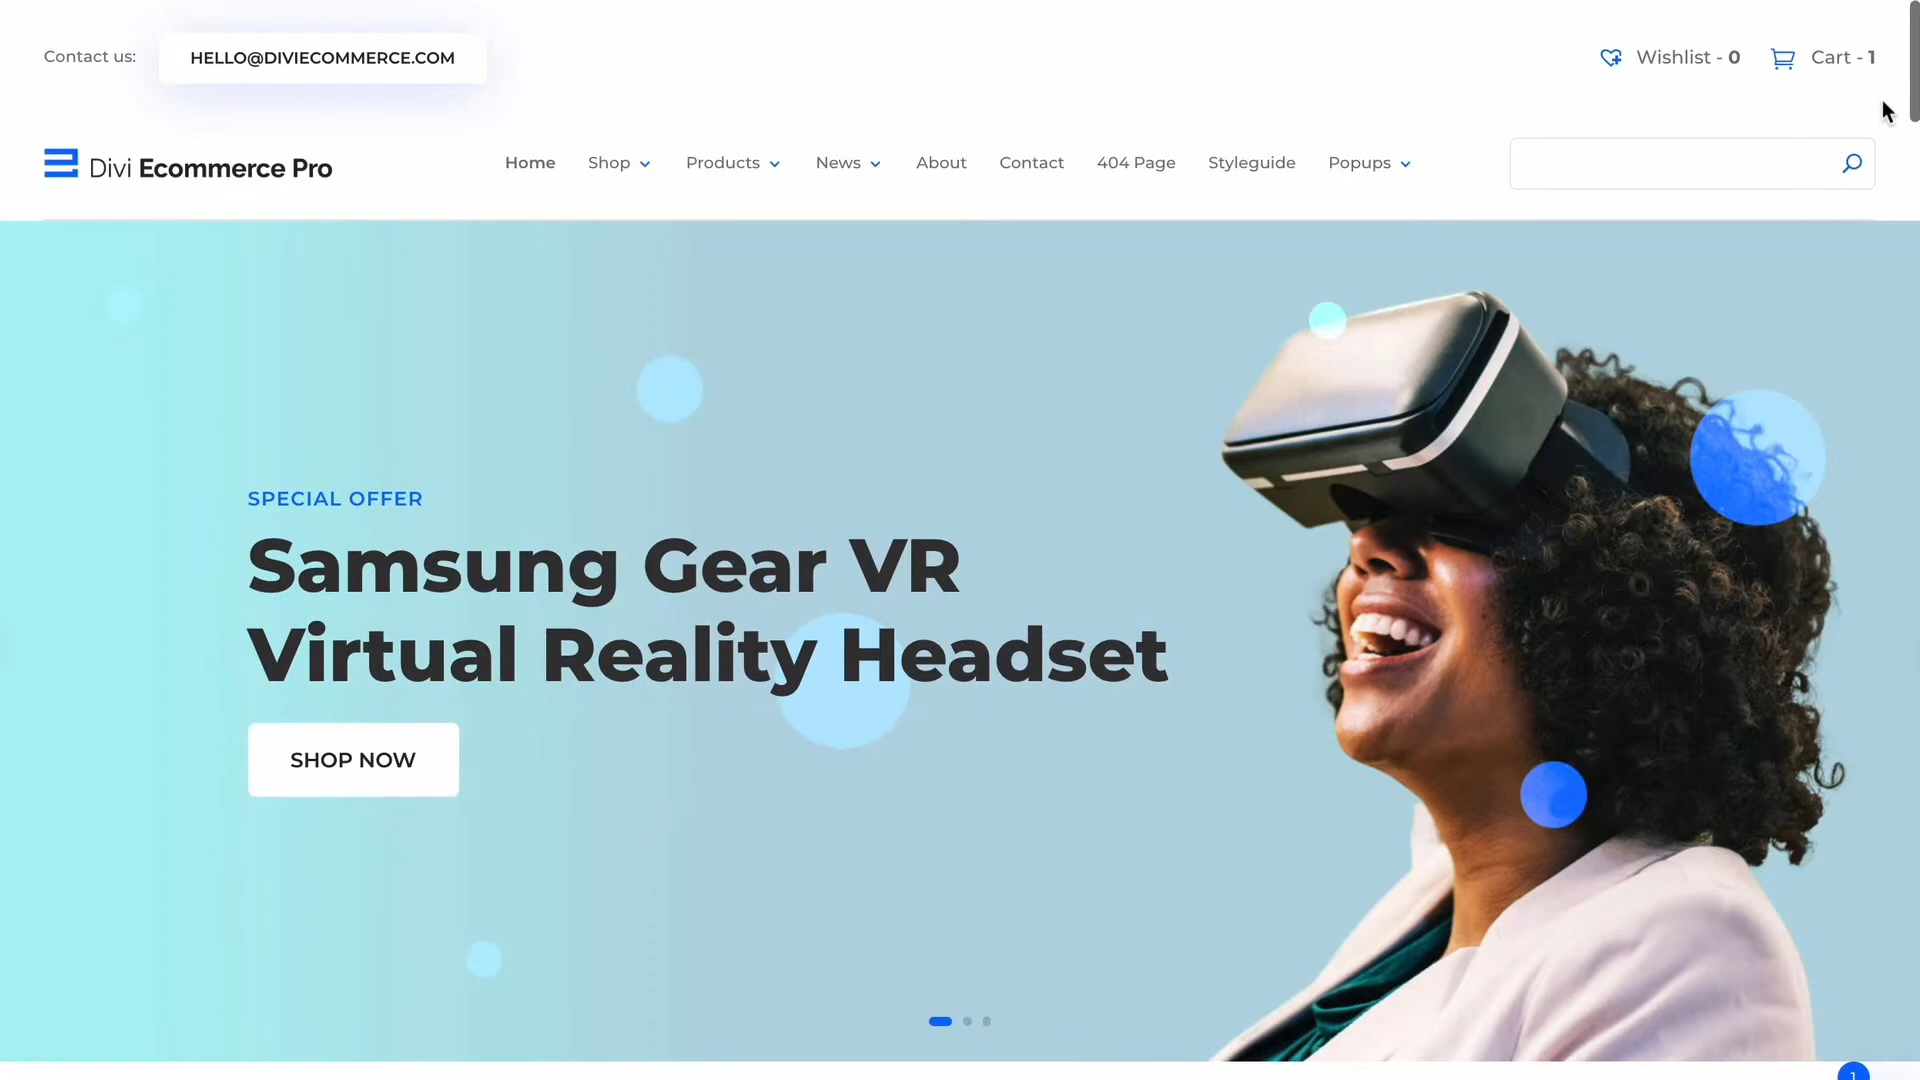 Contact us:
HELLO@DIVIECOMMERCE.COM
Wishlist - 0
Cart - 1
Divi Ecommerce Pro
Home
Shop
Products
News
About
Contact
404 Page
Styleguide
Popups
SPECIAL OFFER
Samsung Gear VR
Virtual Reality Headset
SHOP NOW
1